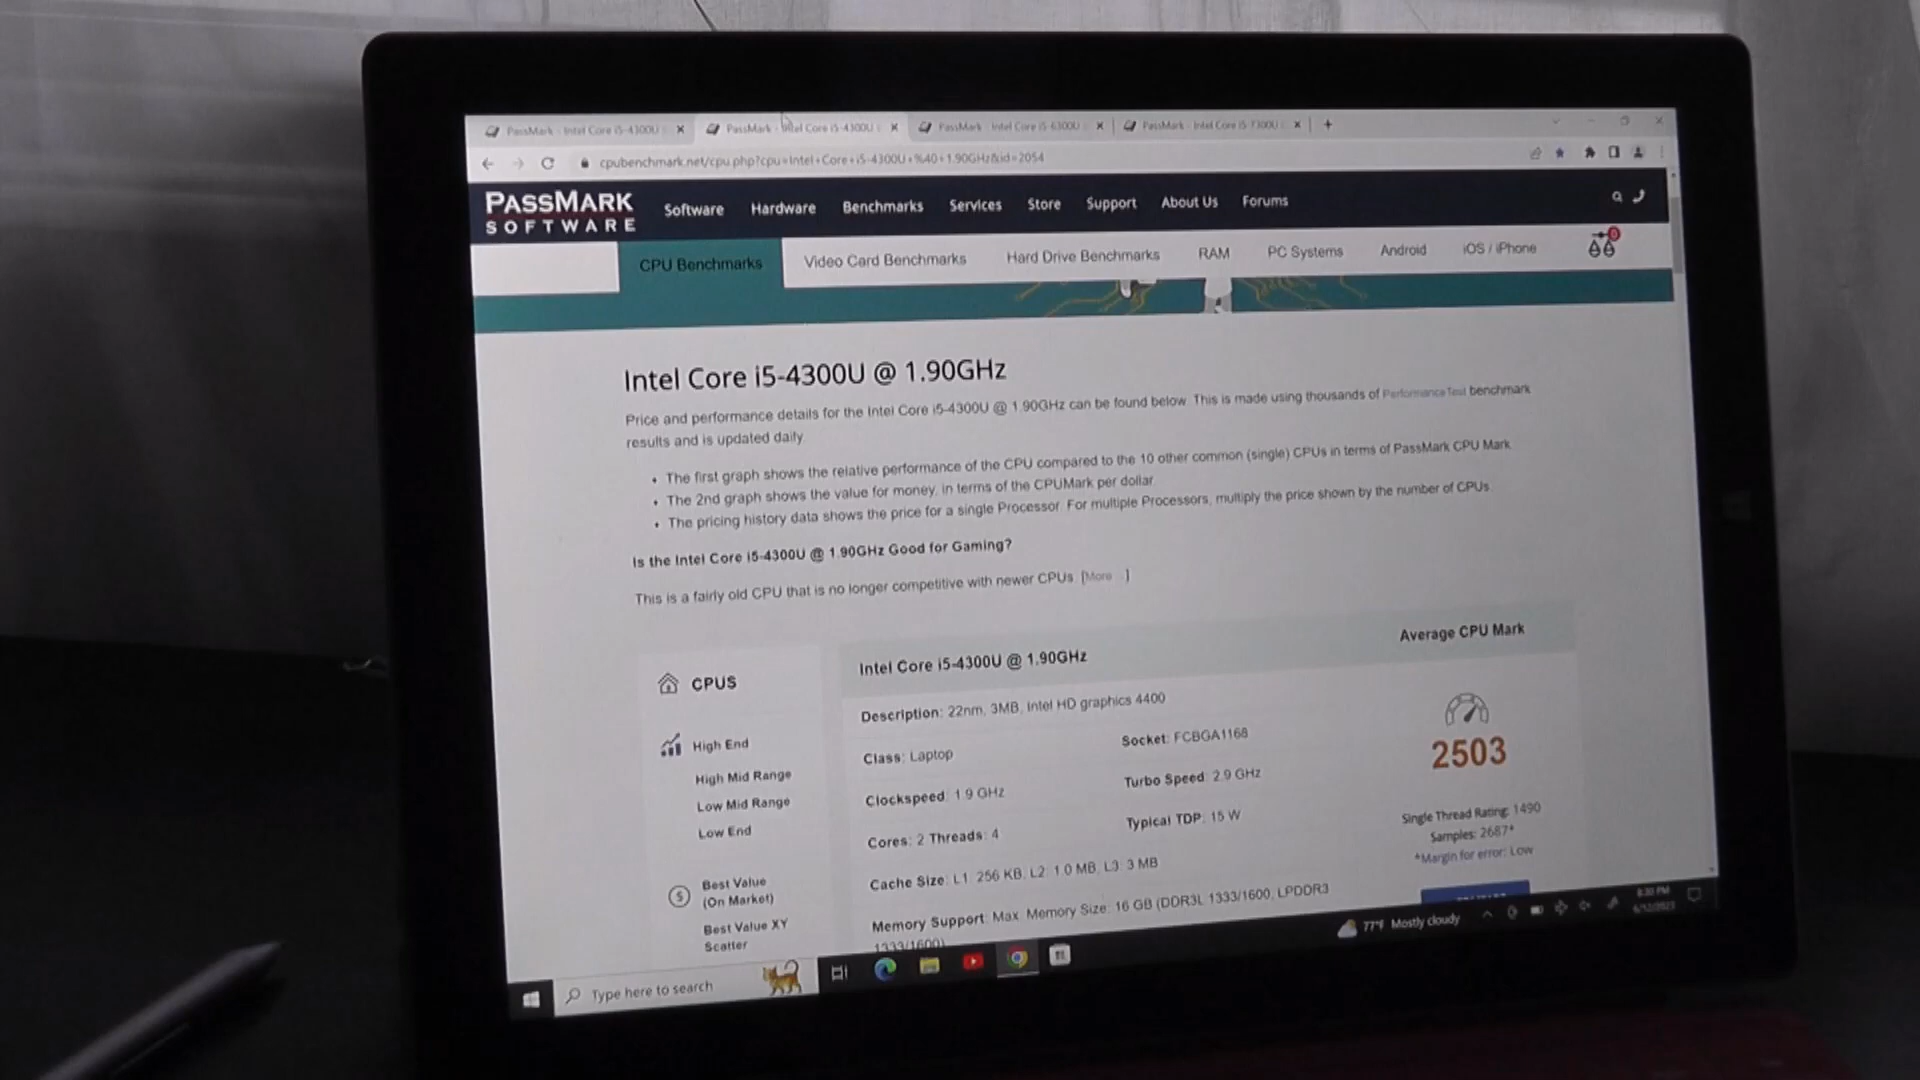 PassMark - Intel Core i5-4300U
PassMark - Intel Core i5-4300U
PassMark - Intel Core i5-6300U
PassMark - Intel Core i5-7300U
cpubenchmark.net/cpu.php?cpu=Intel+Core+i5-4300U+%40+1.90GHz&id=2054
PASSMARK
SOFTWARE
Software Hardware Benchmarks Services Store Support About Us Forums
CPU Benchmarks Video Card Benchmarks Hard Drive Benchmarks RAM PC Systems Android iOS / iPhone
0
Intel Core i5-4300U @ 1.90GHz
Price and performance details for the Intel Core i5-4300U @ 1.90GHz can be found below. This is made using thousands of PerformanceTest benchmark
results and is updated daily.
• The first graph shows the relative performance of the CPU compared to the 10 other common (single) CPUs in terms of PassMark CPU Mark.
• The 2nd graph shows the value for money, in terms of the CPUMark per dollar.
• The pricing history data shows the price for a single Processor. For multiple Processors, multiply the price shown by the number of CPUs.
Is the Intel Core i5-4300U @ 1.90GHz Good for Gaming?
This is a fairly old CPU that is no longer competitive with newer CPUs. [More...]
CPUS
High End
High Mid Range
Low Mid Range
Low End
Best Value
(On Market)
Best Value XY
Scatter
Intel Core i5-4300U @ 1.90GHz
Description: 22nm, 3MB, Intel HD graphics 4400
Class: Laptop
Socket: FCBGA1168
Clockspeed: 1.9 GHz
Turbo Speed: 2.9 GHz
Cores: 2 Threads: 4
Typical TDP: 15 W
Cache Size: L1: 256 KB, L2: 1.0 MB, L3: 3 MB
Memory Support: Max. Memory Size: 16 GB (DDR3L 1333/1600, LPDDR3
1333/1600)
Average CPU Mark
2503
Single Thread Rating: 1490
Samples: 2687*
*Margin for error: Low
Type here to search
77°F Mostly cloudy
8:30 PM
6/12/2023